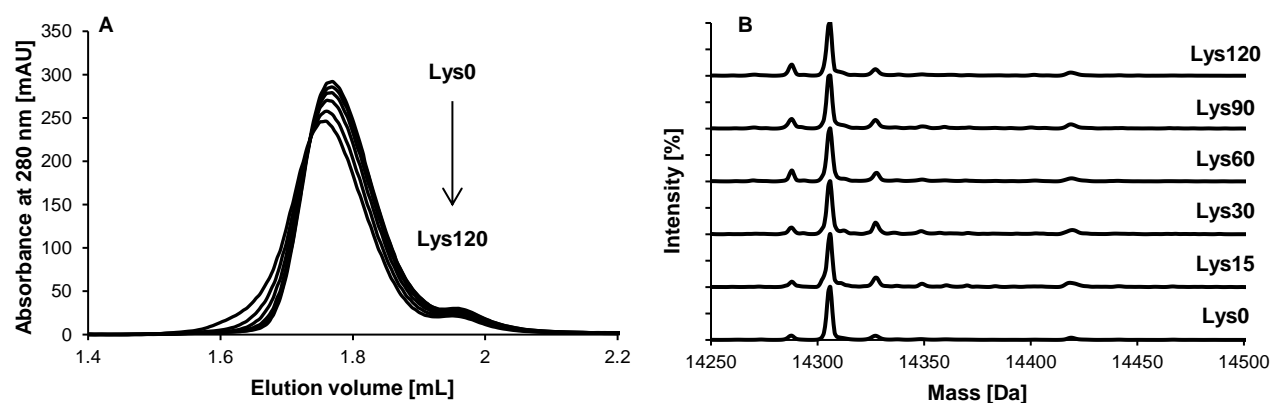 A
Absorbance at 280 nm [mAU]
350
300
250
200
150
100
50
0
Lys0
Lys120
1.4 1.6 1.8 2 2.2
Elution volume [mL]
B
Intensity [%]
Lys120
Lys90
Lys60
Lys30
Lys15
Lys0
14250 14300 14350 14400 14450 14500
Mass [Da]